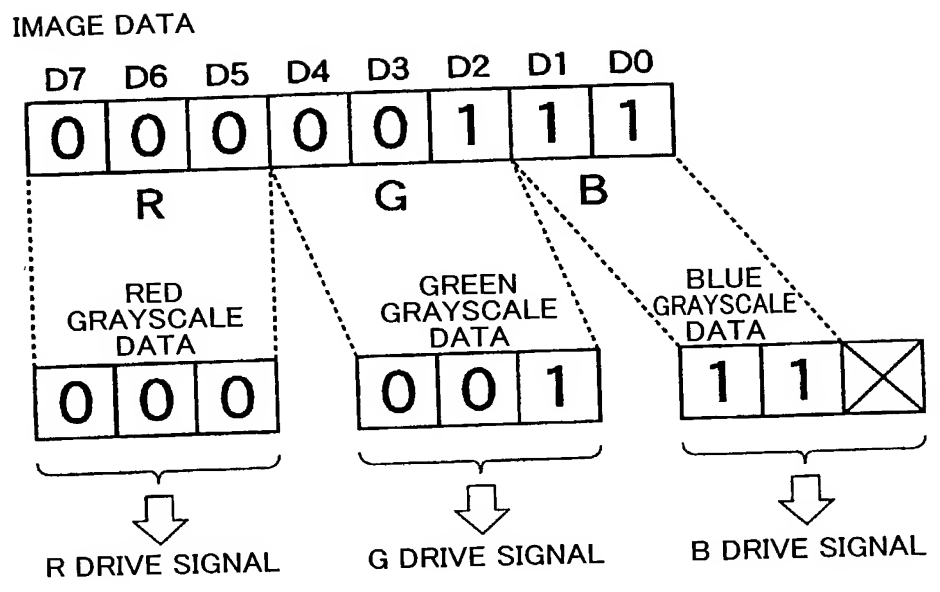 IMAGE DATA
D7 D6 D5 D4 D3 D2 D1 D0
0 0 0 0 0 1 1 1
R G B
RED
GRAYSCALE
DATA
GREEN
GRAYSCALE
DATA
BLUE
GRAYSCALE
DATA
0 0 0 0 0 1 1 1
R DRIVE SIGNAL G DRIVE SIGNAL B DRIVE SIGNAL